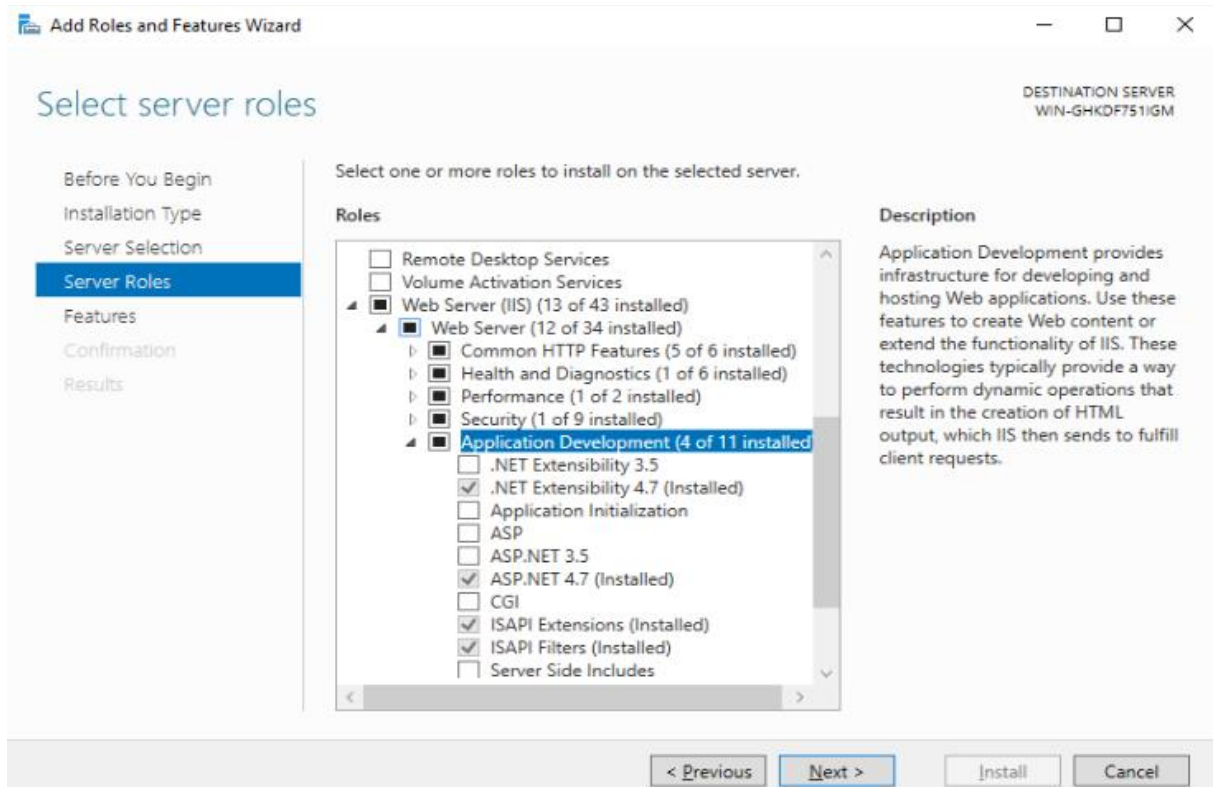 Add Roles and Features Wizard
Select server roles
DESTINATION SERVER
WIN-GHKDF751IGM
Before You Begin
Installation Type
Server Selection
Server Roles
Features
Confirmation
Results
Select one or more roles to install on the selected server.
Roles
Remote Desktop Services
Volume Activation Services
Web Server (IIS) (13 of 43 installed)
Web Server (12 of 34 installed)
Common HTTP Features (5 of 6 installed)
Health and Diagnostics (1 of 6 installed)
Performance (1 of 2 installed)
Security (1 of 9 installed)
Application Development (4 of 11 installed
.NET Extensibility 3.5
.NET Extensibility 4.7 (Installed)
Application Initialization
ASP
ASP.NET 3.5
ASP.NET 4.7 (Installed)
CGI
ISAPI Extensions (Installed)
ISAPI Filters (Installed)
Server Side Includes
Description
Application Development provides
infrastructure for developing and
hosting Web applications. Use these
features to create Web content or
extend the functionality of IIS. These
technologies typically provide a way
to perform dynamic operations that
result in the creation of HTML
output, which IIS then sends to fulfill
client requests.
< Previous
Next >
Install
Cancel